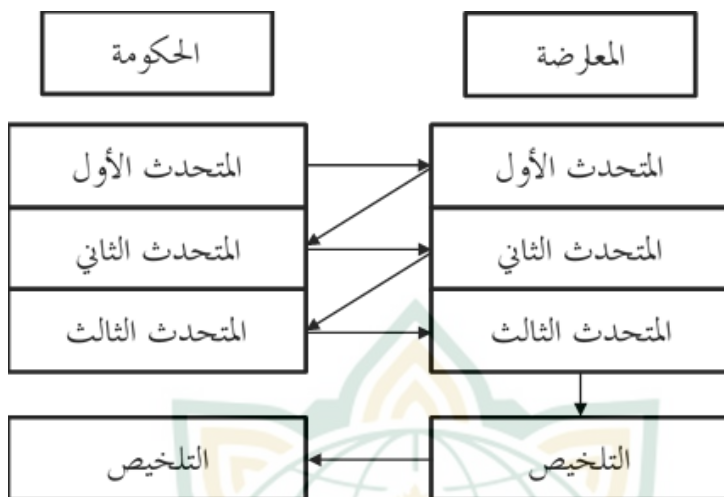 المعارضة
الحكومة
المتحدث الأول
المتحدث الأول
المتحدث الثاني
المتحدث الثاني
المتحدث الثالث
المتحدث الثالث
التلخيص
التلخيص